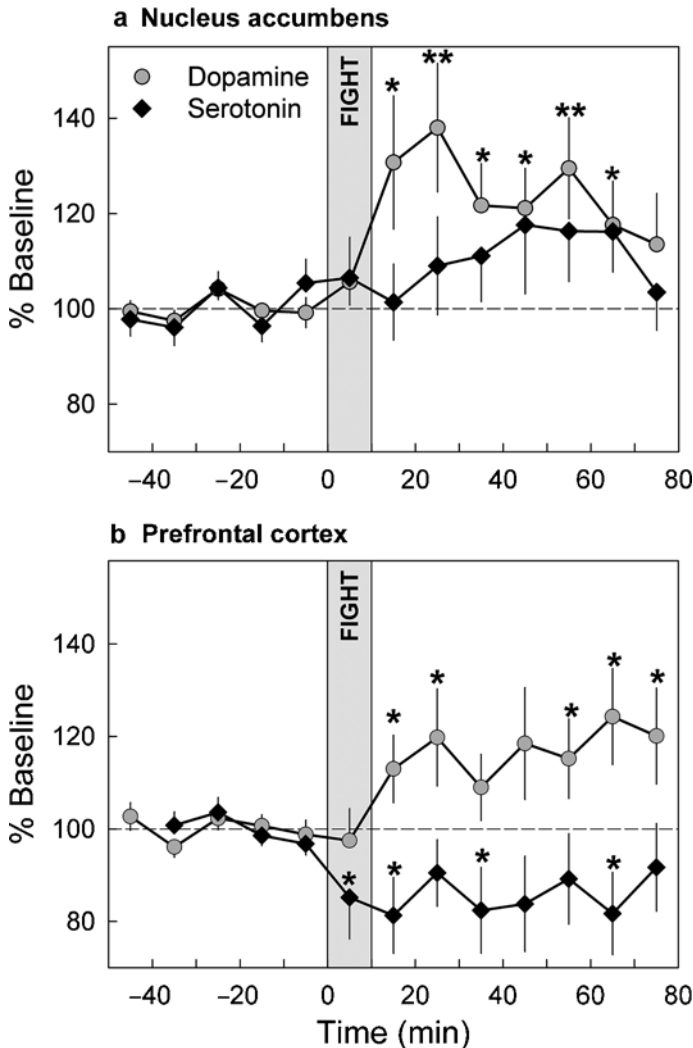 a Nucleus accumbens
Dopamine
Serotonin
FIGHT
* ** * * ** *
140
120
100
80
% Baseline
−40 −20 0 20 40 60 80
b Prefrontal cortex
FIGHT
* * * * *
* * * *
140
120
100
80
% Baseline
−40 −20 0 20 40 60 80
Time (min)